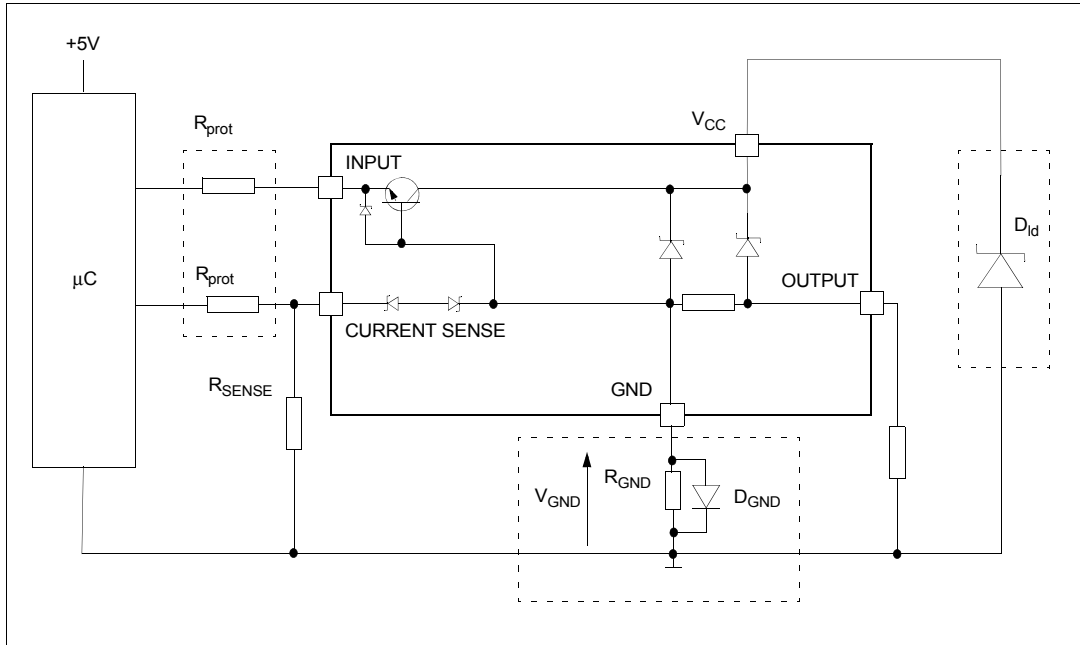 +5V
R_prot
V_CC
INPUT
D_ld
μC
R_prot
OUTPUT
CURRENT SENSE
R_SENSE
GND
V_GND
R_GND
D_GND